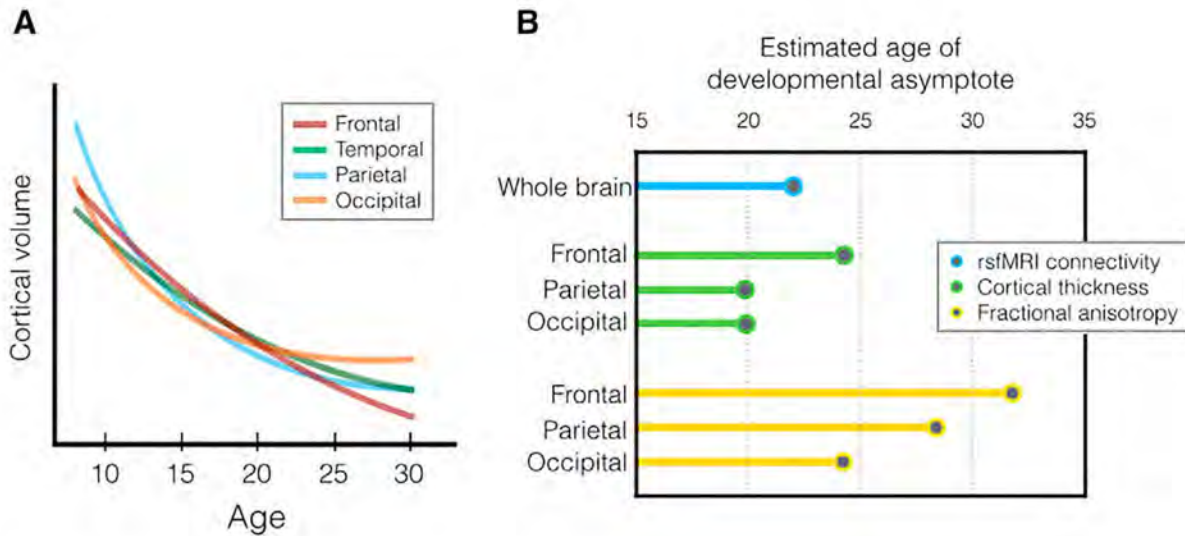 A
Cortical volume
Frontal
Temporal
Parietal
Occipital
10 15 20 25 30
Age
B
Estimated age of
developmental asymptote
15 20 25 30 35
Whole brain
Frontal
Parietal
Occipital
Frontal
Parietal
Occipital
rsfMRI connectivity
Cortical thickness
Fractional anisotropy